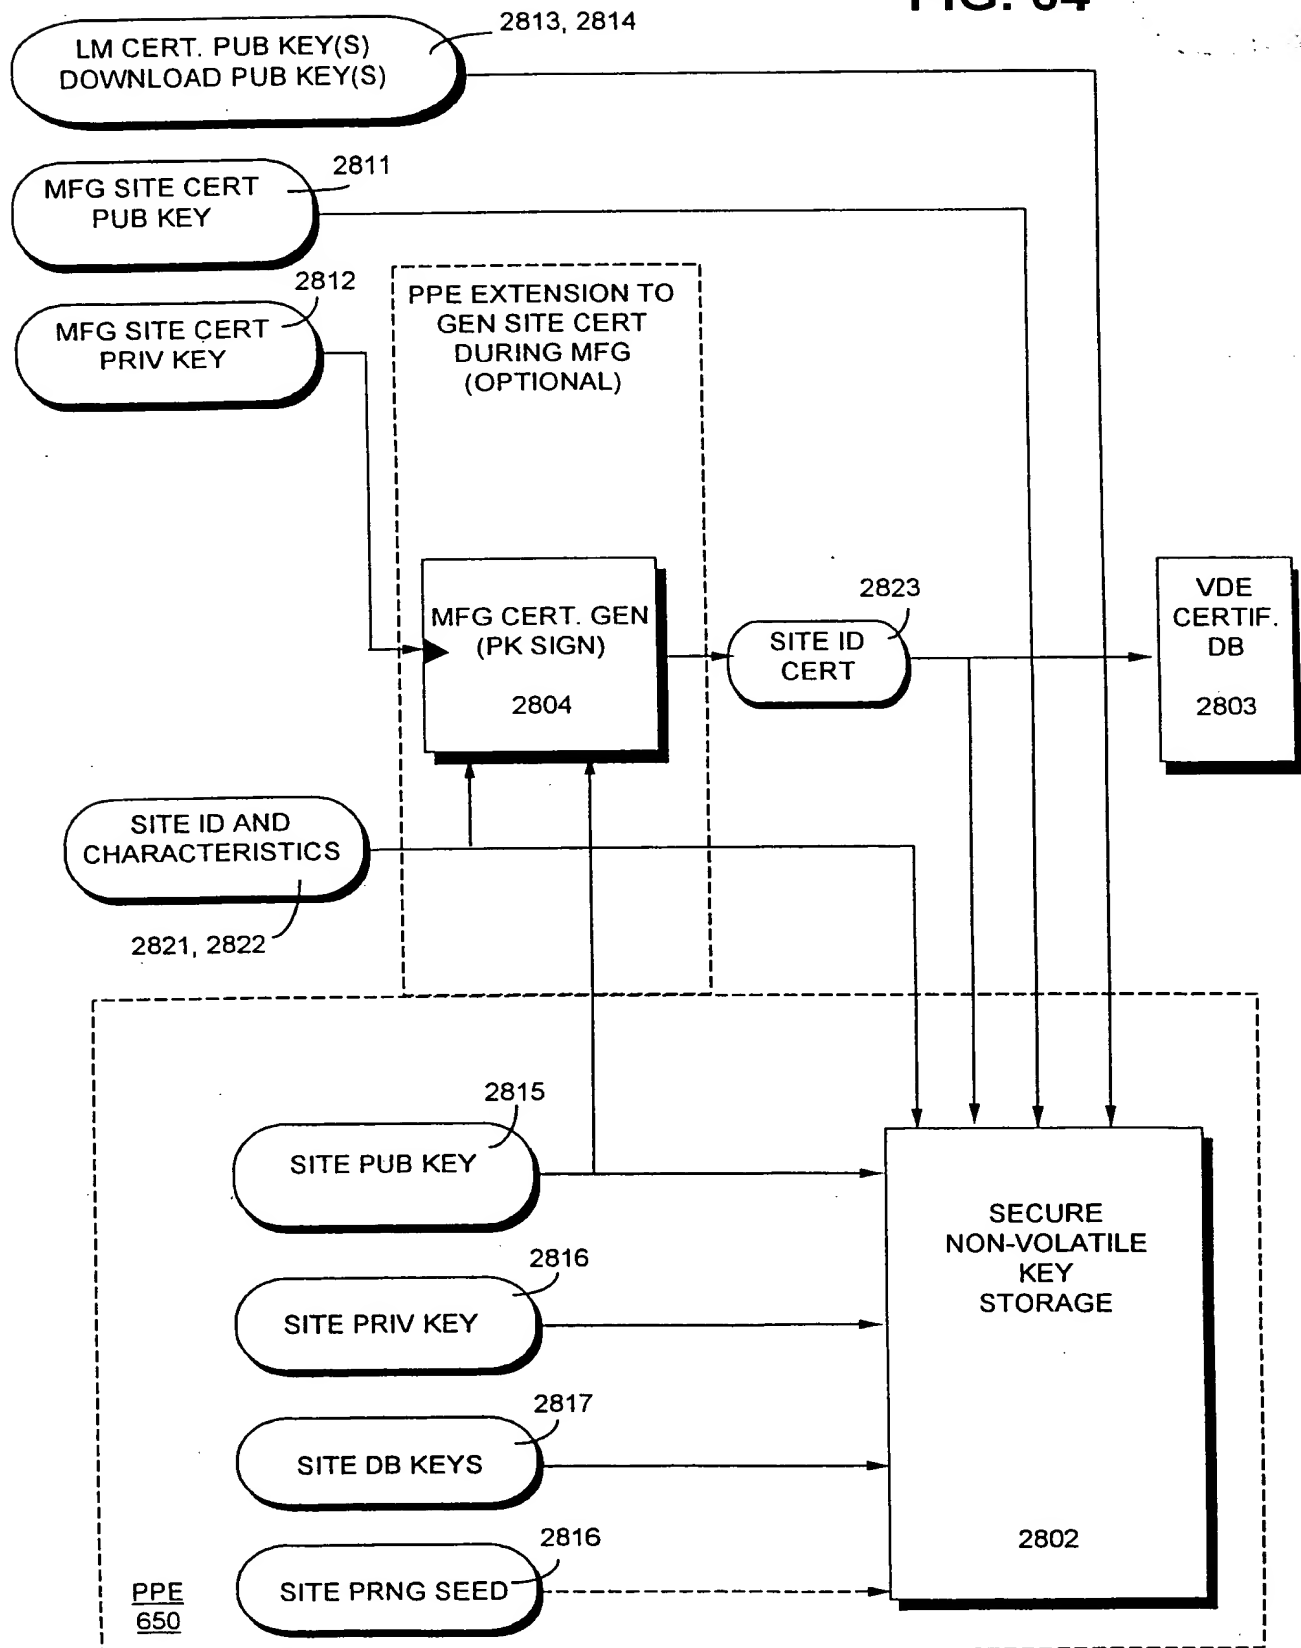 FIG. 64
2813, 2814
LM CERT. PUB KEY(S)
DOWNLOAD PUB KEY(S)
2811
MFG SITE CERT
PUB KEY
2812
MFG SITE CERT
PRIV KEY
PPE EXTENSION TO
GEN SITE CERT
DURING MFG
(OPTIONAL)
MFG CERT. GEN
(PK SIGN)
2804
2823
SITE ID
CERT
VDE
CERTIF.
DB
2803
SITE ID AND
CHARACTERISTICS
2821, 2822
2815
SITE PUB KEY
2816
SITE PRIV KEY
2817
SITE DB KEYS
2816
SITE PRNG SEED
SECURE
NON-VOLATILE
KEY
STORAGE
2802
PPE
650